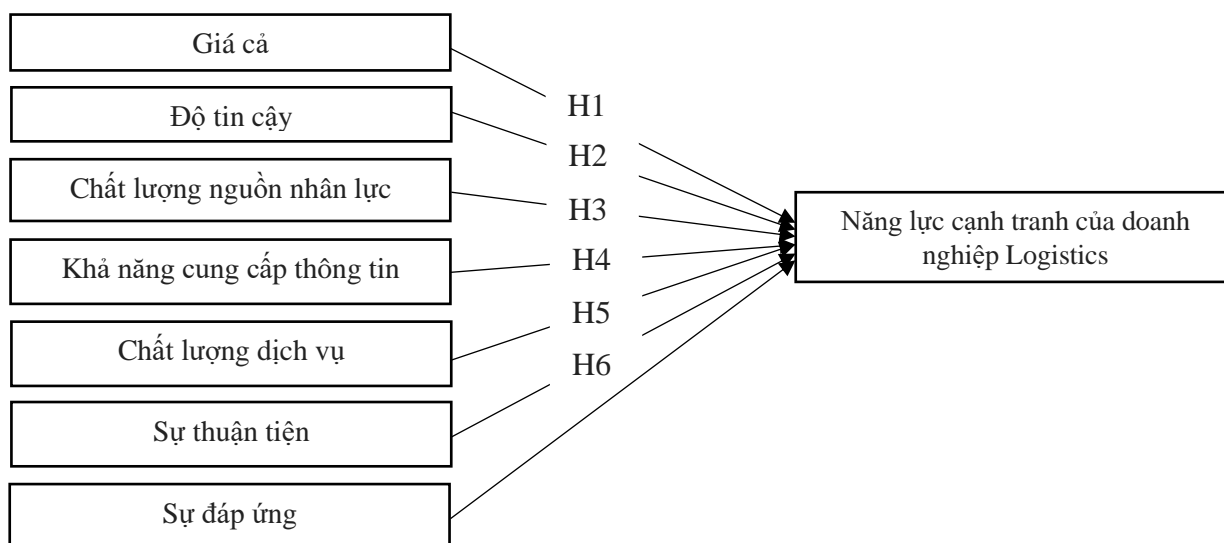 Giá cả
Độ tin cậy
Chất lượng nguồn nhân lực
Khả năng cung cấp thông tin
Chất lượng dịch vụ
Sự thuận tiện
Sự đáp ứng
H1
H2
H3
H4
H5
H6
Năng lực cạnh tranh của doanh
nghiệp Logistics